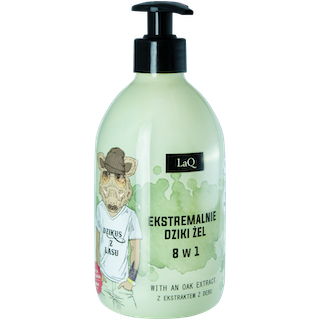 LaQ
EKSTREMALNIE
DZIKI ŻEL
8 w 1
DZIKUS
Z
LASU
WITH AN OAK EXTRACT
Z EKSTRAKTEM Z DĘBU